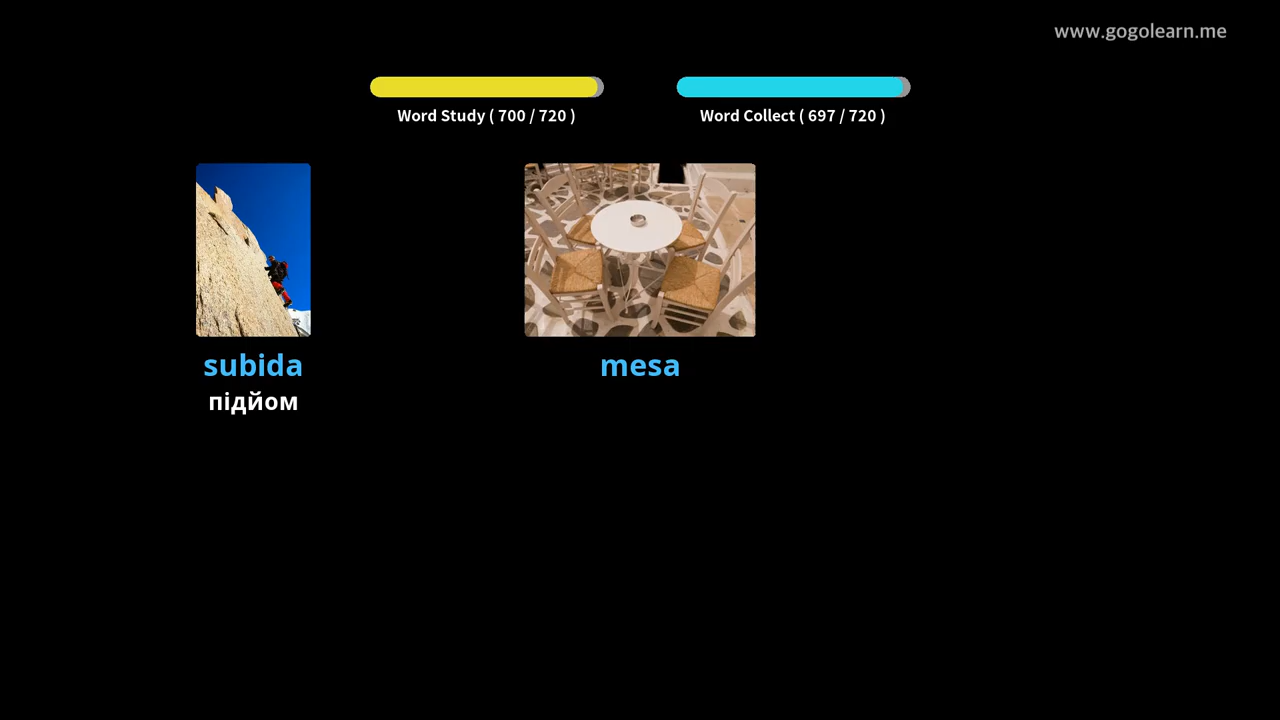 www.gogolearn.me
Word Study ( 700 / 720 )
Word Collect ( 697 / 720 )
subida
підйом
mesa